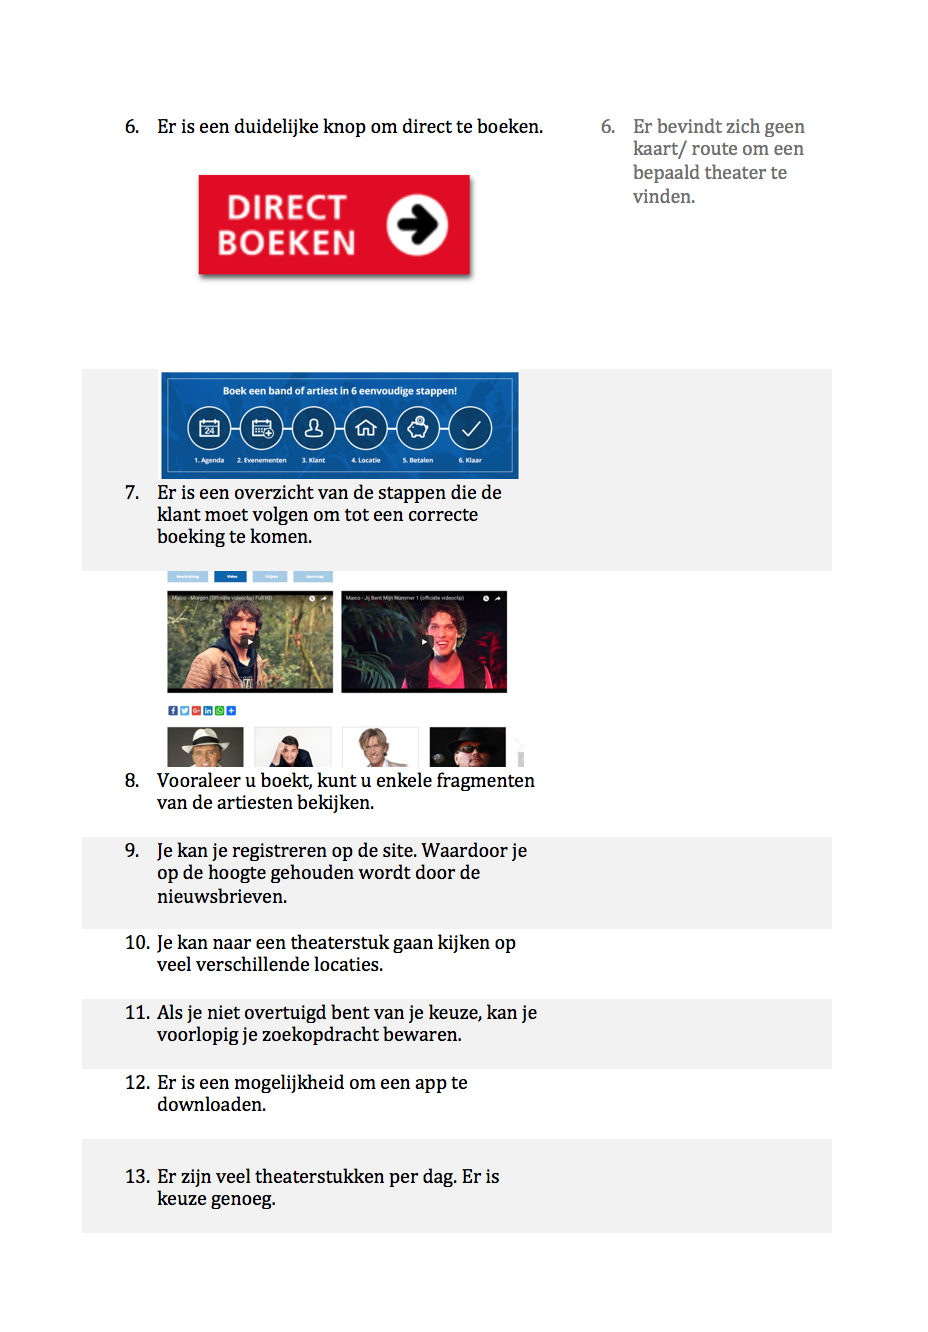 6. Er is een duidelijke knop om direct te boeken.
6. Er bevindt zich geen
kaart/ route om een
bepaald theater te
vinden.
DIRECT
BOEKEN
Boek een band of artiest in 6 eenvoudige stappen!
24
1. Agenda 2. Evenementen 3. Klant 4. Locatie 5. Betalen 6. Klaar
7. Er is een overzicht van de stappen die de
klant moet volgen om tot een correcte
boeking te komen.
Video
Maico - Morgen (Officiële videoclip) Full HD
Maico - Jij Bent Mijn Nummer 1 (officiële videoclip)
8. Vooraleer u boekt, kunt u enkele fragmenten
van de artiesten bekijken.
9. Je kan je registreren op de site. Waardoor je
op de hoogte gehouden wordt door de
nieuwsbrieven.
10. Je kan naar een theaterstuk gaan kijken op
veel verschillende locaties.
11. Als je niet overtuigd bent van je keuze, kan je
voorlopig je zoekopdracht bewaren.
12. Er is een mogelijkheid om een app te
downloaden.
13. Er zijn veel theaterstukken per dag. Er is
keuze genoeg.